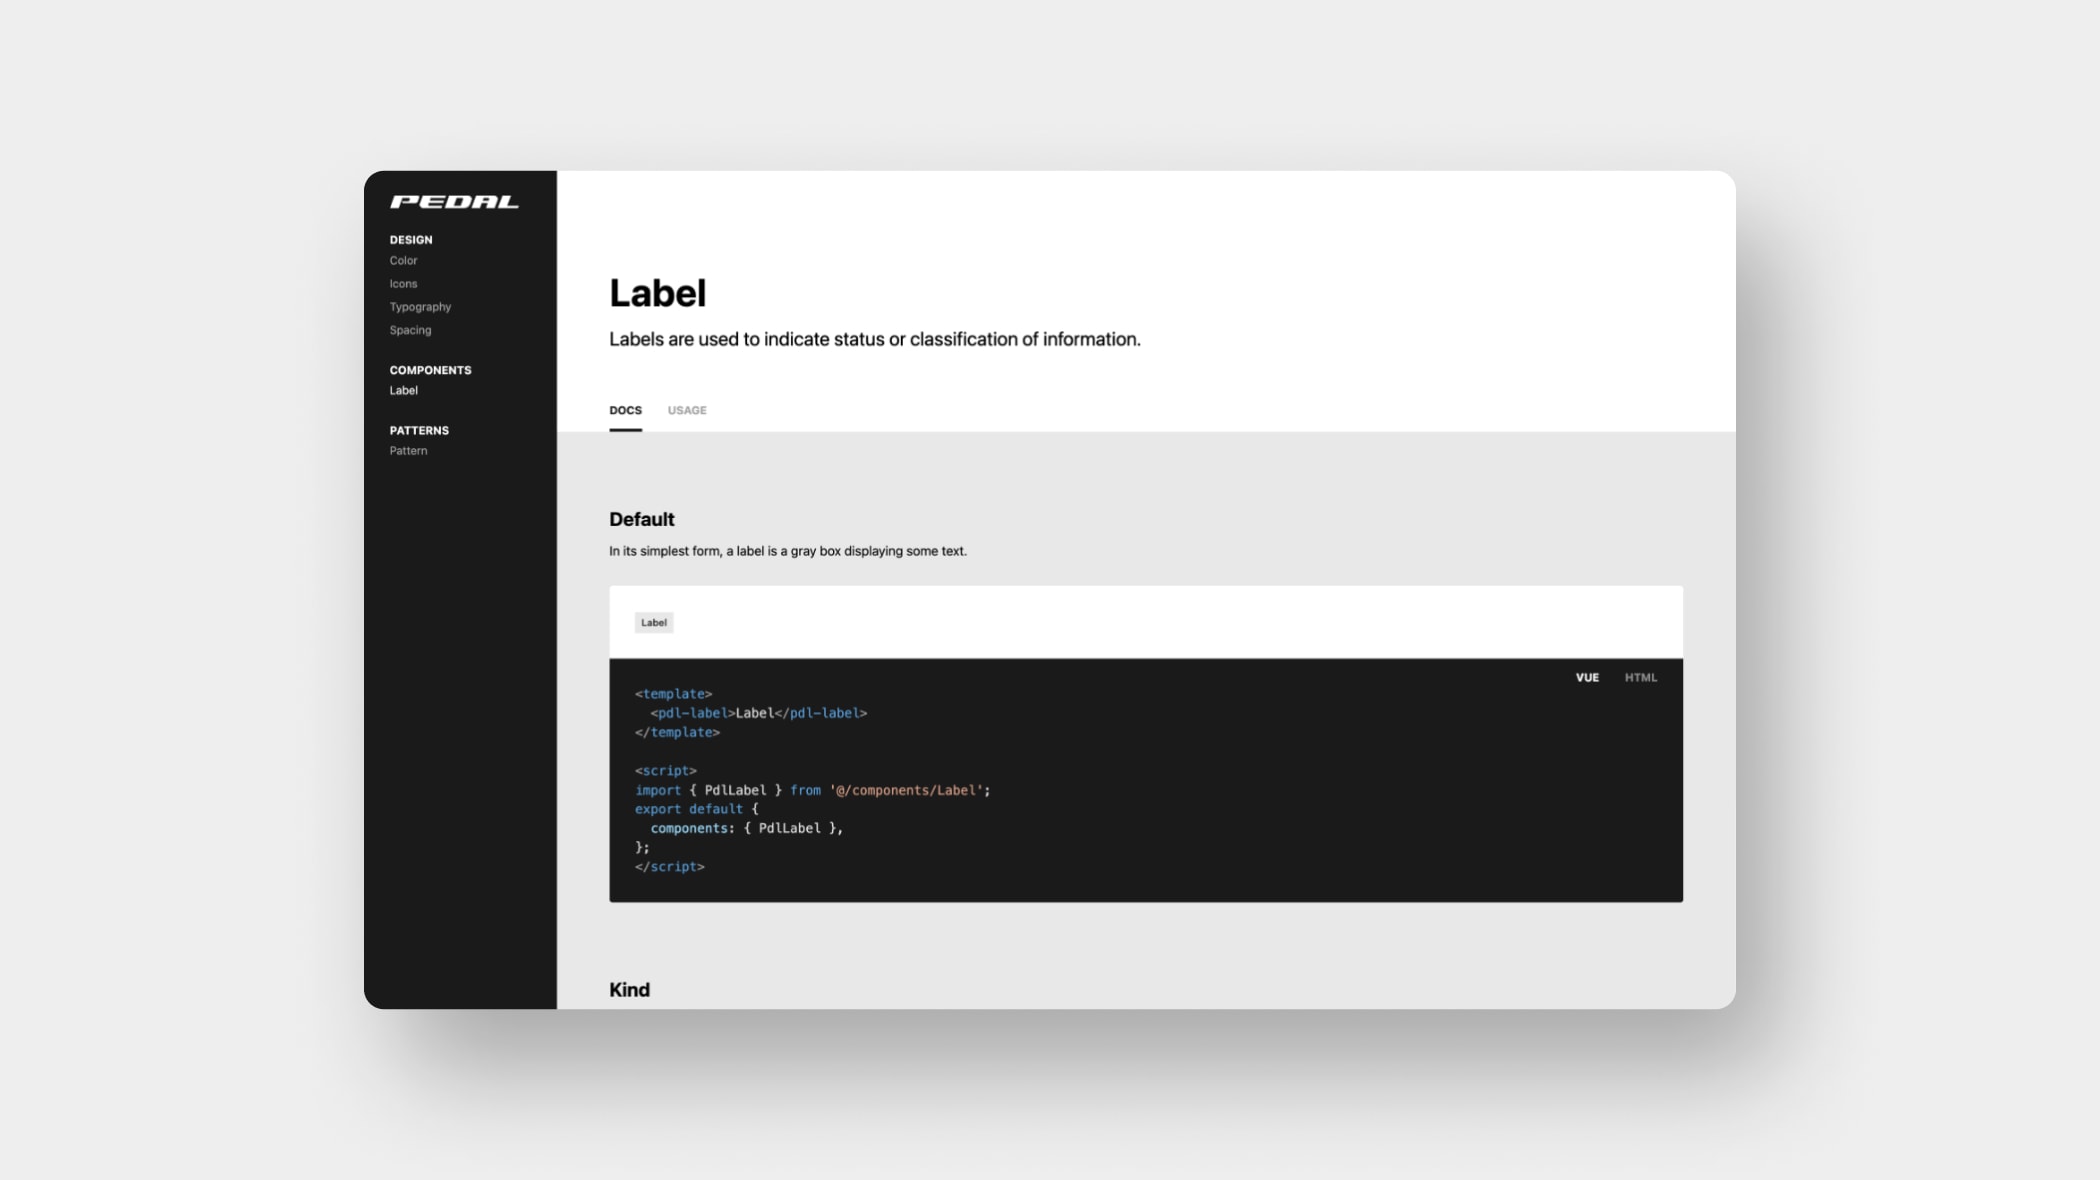 PEDAL
DESIGN
Color
Icons
Typography
Spacing
COMPONENTS
Label
PATTERNS
Pattern
Label
Labels are used to indicate status or classification of information.
DOCS USAGE
Default
In its simplest form, a label is a gray box displaying some text.
Label
VUE HTML
<template>
  <pdl-label>Label</pdl-label>
</template>

<script>
import { PdlLabel } from '@/components/Label';
export default {
  components: { PdlLabel },
};
</script>
Kind